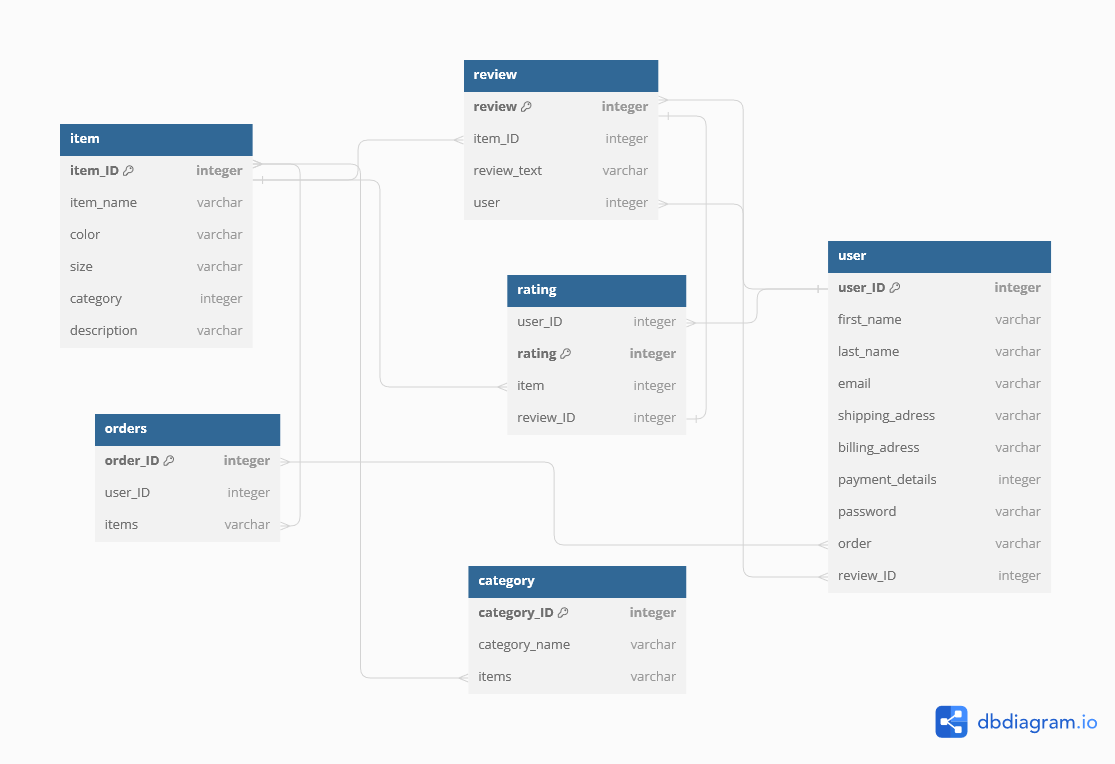 review
review integer
item_ID integer
review_text varchar
user integer
item
item_ID integer
item_name varchar
color varchar
size varchar
category integer
description varchar
rating
user_ID integer
rating integer
item integer
review_ID integer
user
user_ID integer
first_name varchar
last_name varchar
email varchar
shipping_adress varchar
billing_adress varchar
payment_details integer
password varchar
order varchar
review_ID integer
orders
order_ID integer
user_ID integer
items varchar
category
category_ID integer
category_name varchar
items varchar
dbdiagram.io